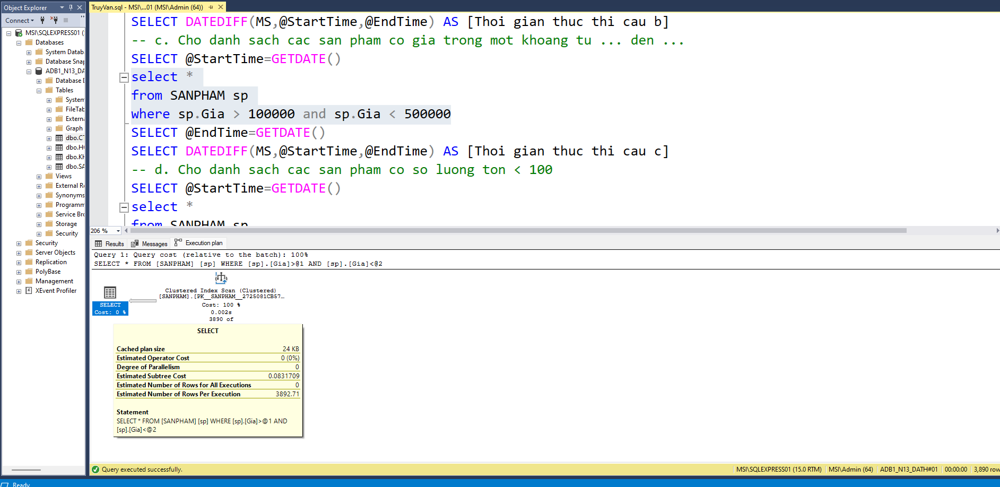 Object Explorer
Connect
MSI\SQLEXPRESS01 (
Databases
System Datab
Database Snap
ADB1_N13_DA
Database D
Tables
System
FileTab
Externa
Graph
dbo.CT
dbo.H
dbo.KH
dbo.SA
Views
External Re
Synonyms
Programm
Service Bro
Storage
Security
Security
Server Objects
Replication
PolyBase
Management
XEvent Profiler
TruyVan.sql - MSI\...01 (MSI\Admin (64))
SELECT DATEDIFF(MS,@StartTime,@EndTime) AS [Thoi gian thuc thi cau b]
-- c. Cho danh sach cac san pham co gia trong mot khoang tu ... den ...
SELECT @StartTime=GETDATE()
select *
from SANPHAM sp
where sp.Gia > 100000 and sp.Gia < 500000
SELECT @EndTime=GETDATE()
SELECT DATEDIFF(MS,@StartTime,@EndTime) AS [Thoi gian thuc thi cau c]
-- d. Cho danh sach cac san pham co so luong ton < 100
SELECT @StartTime=GETDATE()
select *
from SANPHAM sp
206 %
Results Messages Execution plan
Query 1: Query cost (relative to the batch): 100%
SELECT * FROM [SANPHAM] [sp] WHERE [sp].[Gia]>@1 AND [sp].[Gia]<@2
SELECT
Cost: 0 %
Clustered Index Scan (Clustered)
[SANPHAM].[PK__SANPHAM__2725081CB57…
Cost: 100 %
0.002s
3890 of
SELECT
Cached plan size 24 KB
Estimated Operator Cost 0 (0%)
Degree of Parallelism 0
Estimated Subtree Cost 0.0831709
Estimated Number of Rows for All Executions 0
Estimated Number of Rows Per Execution 3892.71
Statement
SELECT * FROM [SANPHAM] [sp] WHERE [sp].[Gia]>@1 AND
[sp].[Gia]<@2
Query executed successfully.
MSI\SQLEXPRESS01 (15.0 RTM) MSI\Admin (64) ADB1_N13_DATH#01 00:00:00 3,890 row
Ready